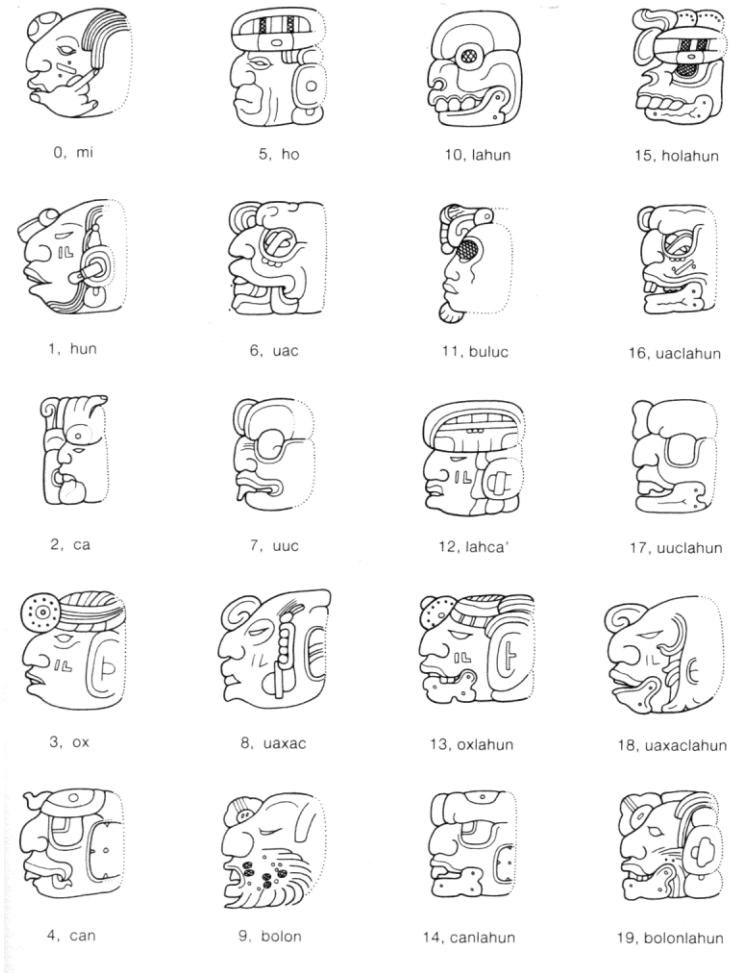 0, mi
5, ho
10, lahun
15, holahun
1, hun
6, uac
11, buluc
16, uaclahun
2, ca
7, uuc
12, lahca'
17, uuclahun
3, ox
8, uaxac
13, oxlahun
18, uaxaclahun
4, can
9, bolon
14, canlahun
19, bolonlahun